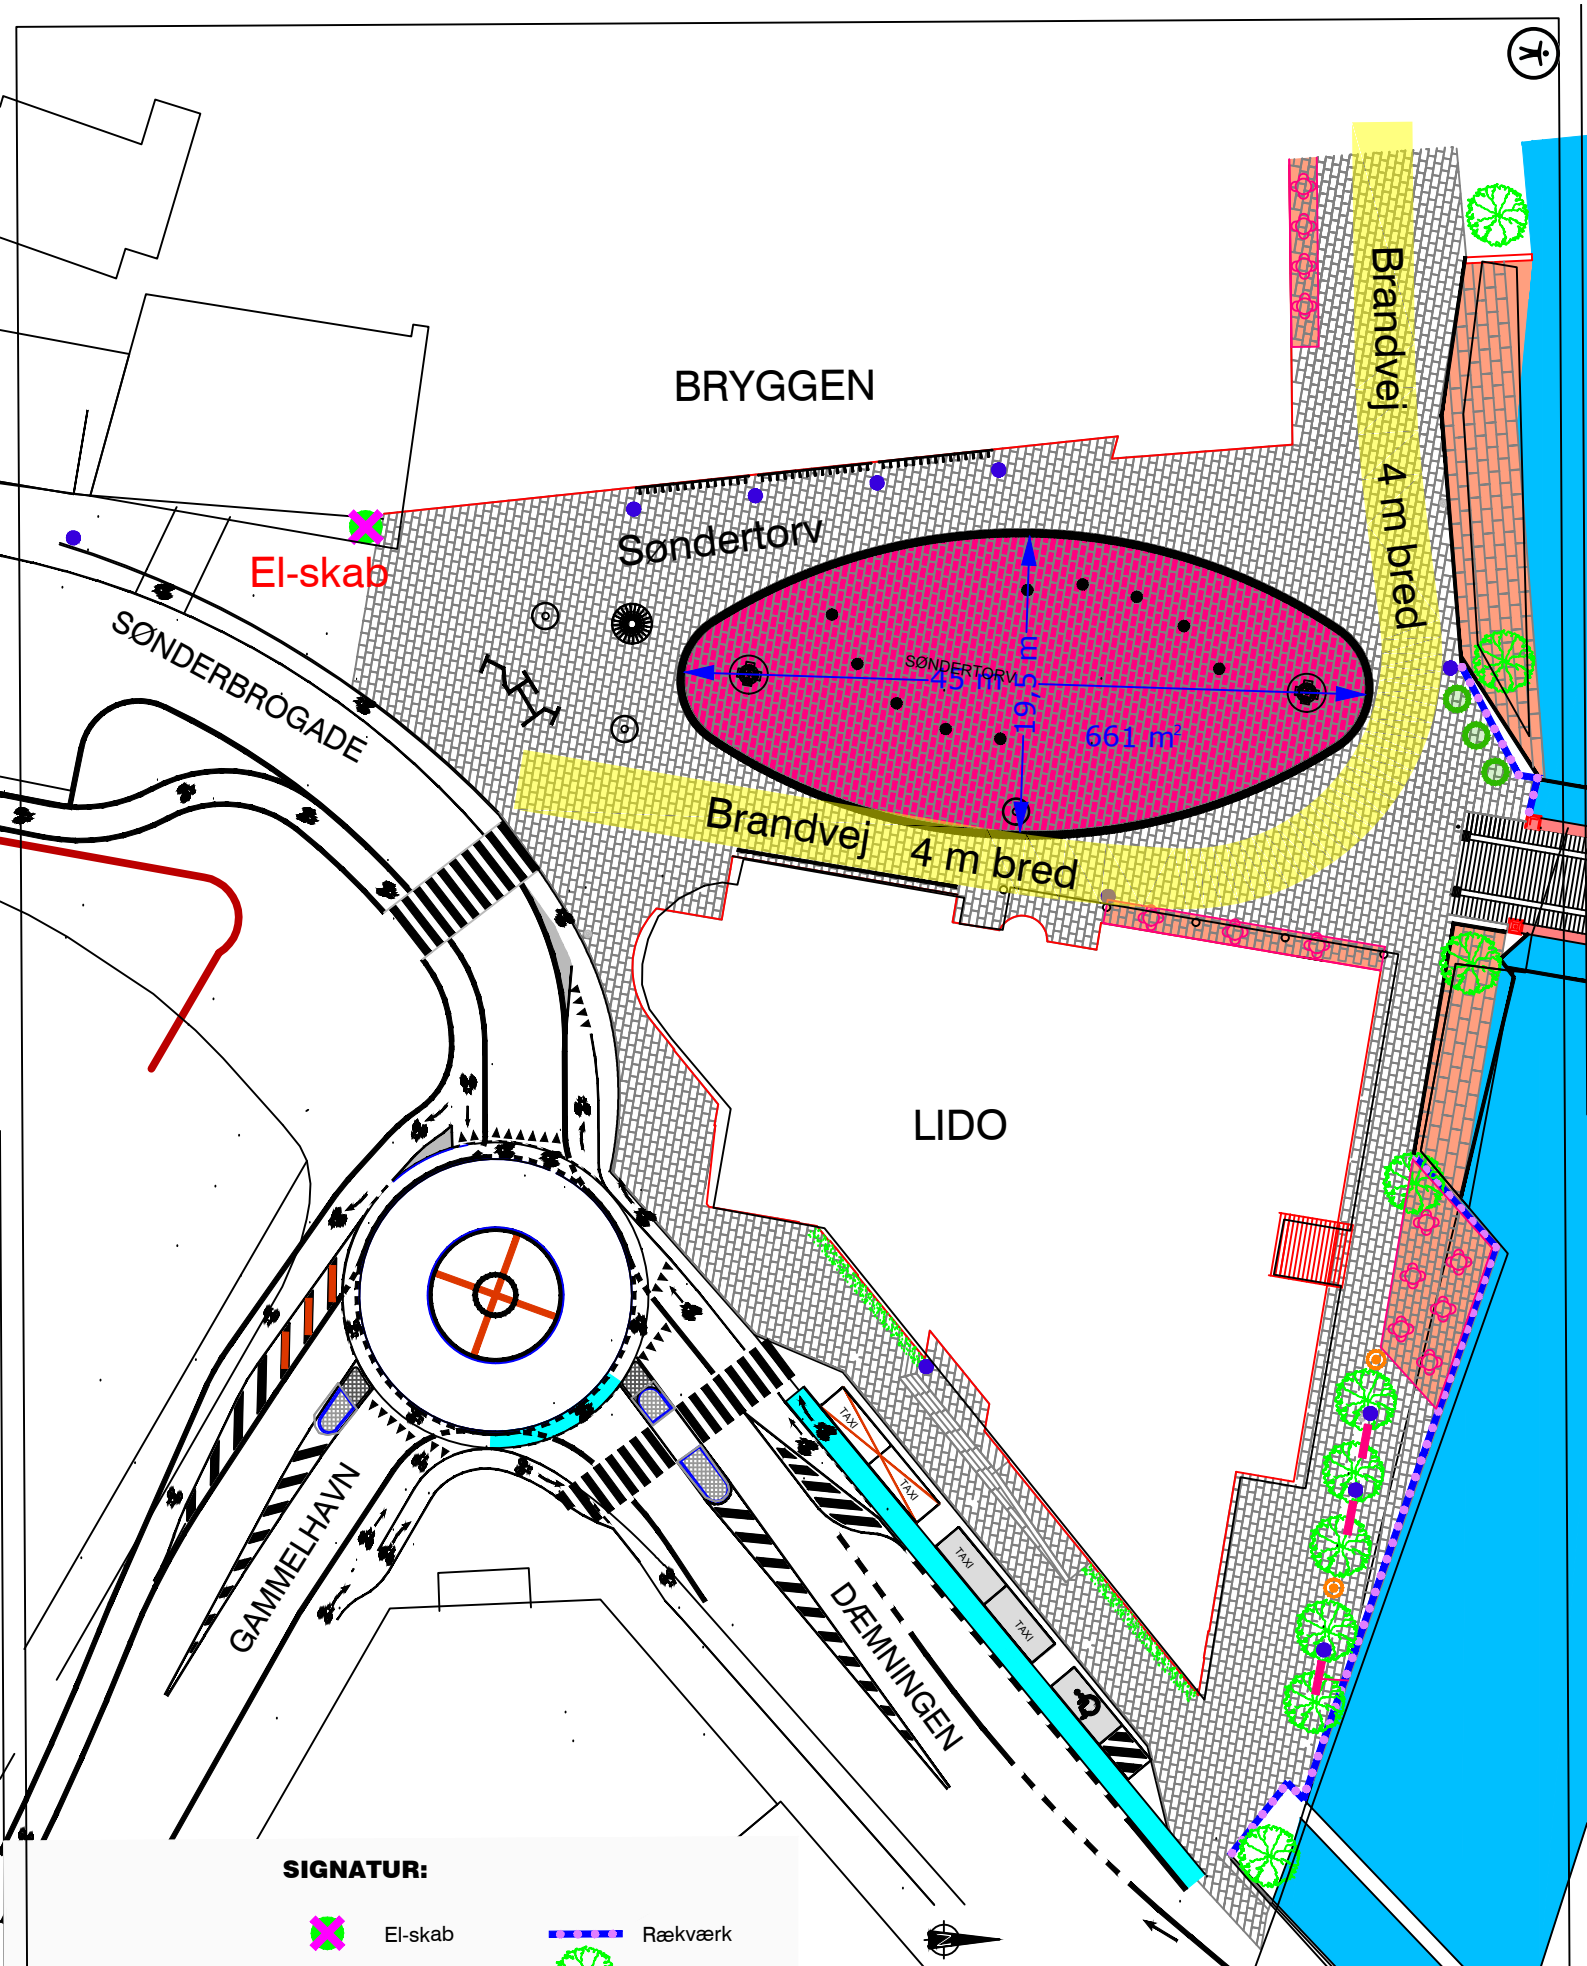 Brandvej 4 m bred
BRYGGEN
Søndertorv
El-skab
SØNDERBROGADE
SØNDERTORV
45 m
19,5 m
661 m²
Brandvej 4 m bred
LIDO
TAXI
TAXI
TAXI
TAXI
GAMMELHAVN
DÆMNINGEN
SIGNATUR:
El-skab
Rækværk
N